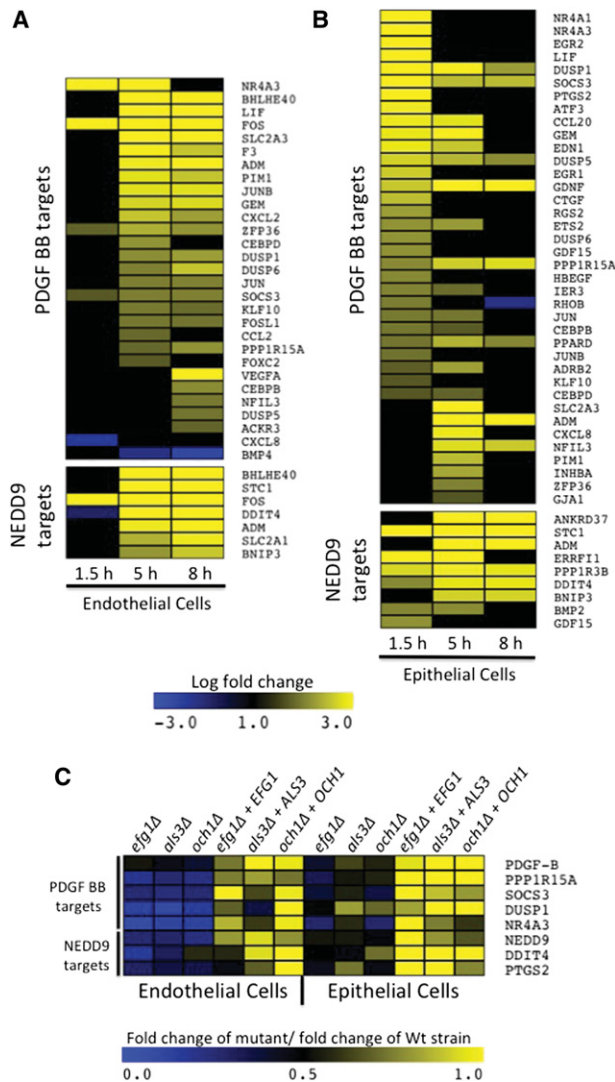 A
PDGF BB targets
NR4A3
BHLHE40
LIF
FOS
SLC2A3
F3
ADM
PIM1
JUNB
GEM
CXCL2
ZFP36
CEBPD
DUSP1
DUSP6
JUN
SOCS3
KLF10
FOSL1
CCL2
PPP1R15A
FOXC2
VEGFA
CEBPB
NFIL3
DUSP5
ACKR3
CXCL8
BMP4
NEDD9
targets
BHLHE40
STC1
FOS
DDIT4
ADM
SLC2A1
BNIP3
1.5 h 5 h 8 h
Endothelial Cells
B
PDGF BB targets
NR4A1
NR4A3
EGR2
LIF
DUSP1
SOCS3
PTGS2
ATF3
CCL20
GEM
EDN1
DUSP5
EGR1
GDNF
CTGF
RGS2
ETS2
DUSP6
GDF15
PPP1R15A
HBEGF
IER3
RHOB
JUN
CEBPB
PPARD
JUNB
ADRB2
KLF10
CEBPD
SLC2A3
ADM
CXCL8
NFIL3
PIM1
INHBA
ZFP36
GJA1
NEDD9
targets
ANKRD37
STC1
ADM
ERRFI1
PPP1R3B
DDIT4
BNIP3
BMP2
GDF15
1.5 h 5 h 8 h
Epithelial Cells
Log fold change
-3.0 1.0 3.0
C
efg1Δ als3Δ och1Δ efg1Δ + EFG1 als3Δ + ALS3 och1Δ + OCH1 efg1Δ als3Δ och1Δ efg1Δ + EFG1 als3Δ + ALS3 och1Δ + OCH1
PDGF BB
targets
PDGF-B
PPP1R15A
SOCS3
DUSP1
NR4A3
NEDD9
targets
NEDD9
DDIT4
PTGS2
Endothelial Cells Epithelial Cells
Fold change of mutant/ fold change of Wt strain
0.0 0.5 1.0